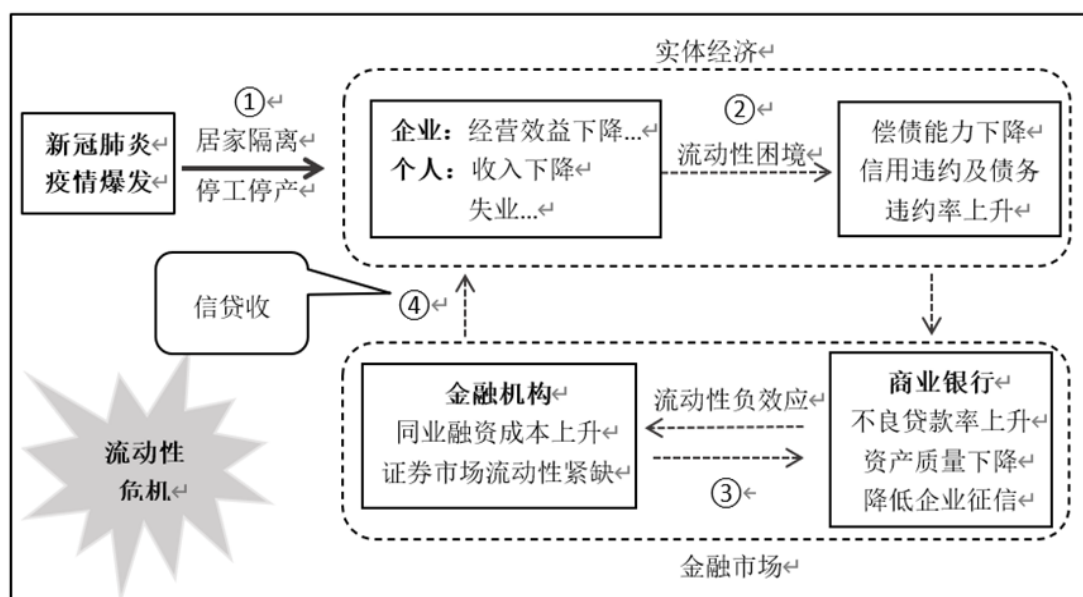 实体经济
新冠肺炎
疫情爆发
①
居家隔离
停工停产
企业：经营效益下降...
个人：收入下降
失业...
②
流动性困境
偿债能力下降
信用违约及债务
违约率上升
信贷收
④
流动性
危机
金融机构
同业融资成本上升
证券市场流动性紧缺
流动性负效应
③
商业银行
不良贷款率上升
资产质量下降
降低企业征信
金融市场